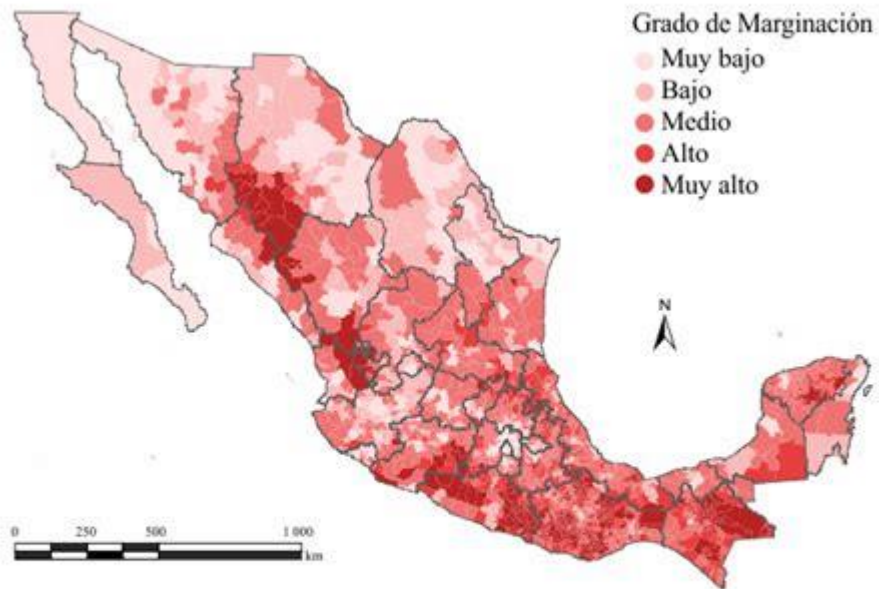 Grado de Marginación
Muy bajo
Bajo
Medio
Alto
Muy alto
N
0 250 500 1 000
km